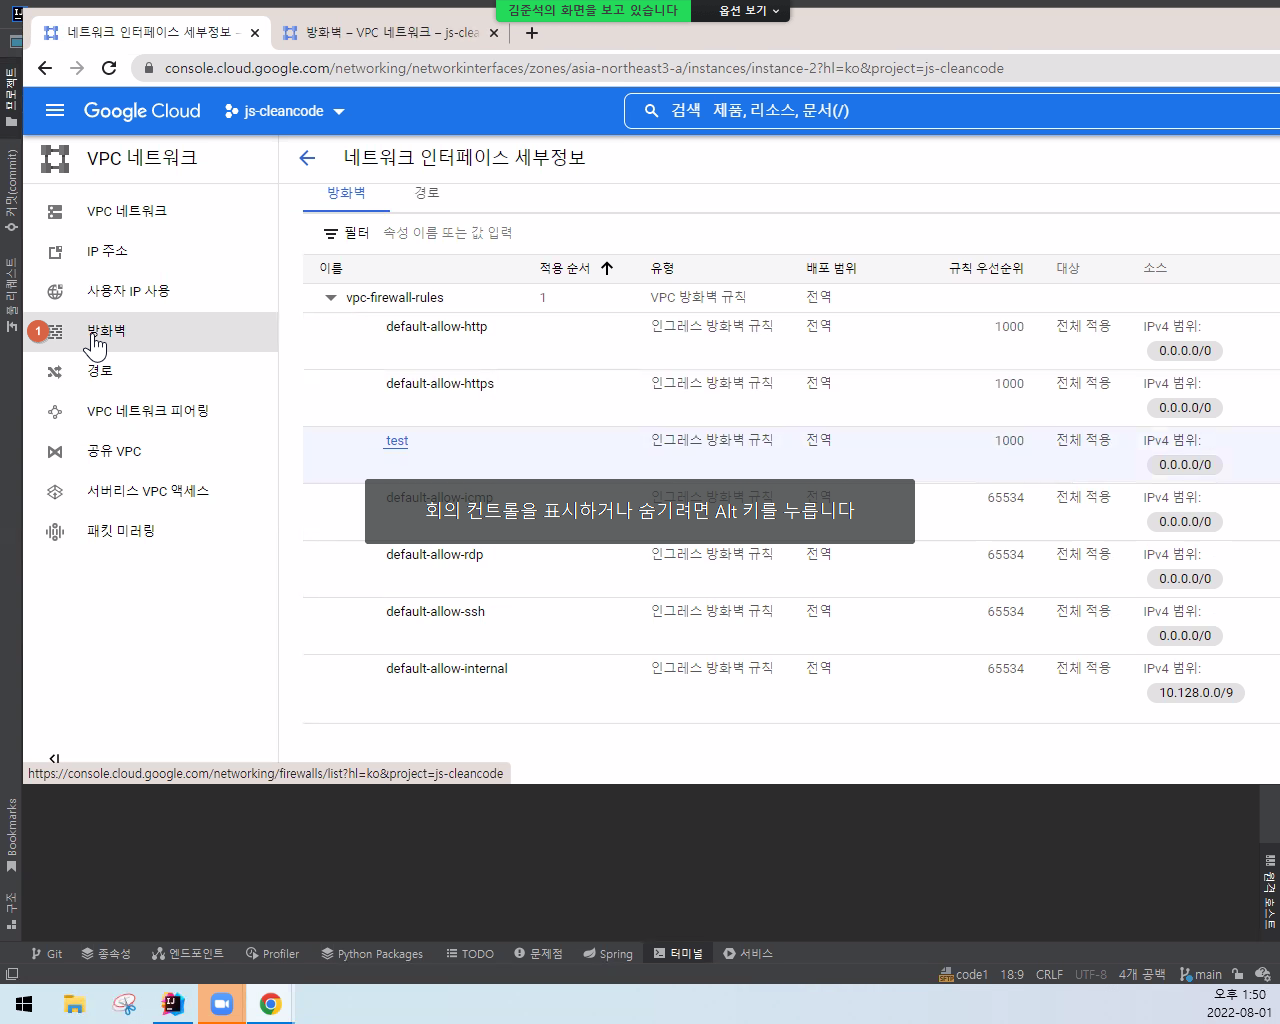 김준석의 화면을 보고 있습니다
옵션 보기
네트워크 인터페이스 세부정보 -
방화벽 – VPC 네트워크 – js-clea
console.cloud.google.com/networking/networkinterfaces/zones/asia-northeast3-a/instances/instance-2?hl=ko&project=js-cleancode
Google Cloud
js-cleancode
검색 제품, 리소스, 문서(/)
VPC 네트워크
네트워크 인터페이스 세부정보
VPC 네트워크
IP 주소
사용자 IP 사용
1
방화벽
경로
VPC 네트워크 피어링
공유 VPC
서버리스 VPC 액세스
패킷 미러링
방화벽 경로
필터 속성 이름 또는 값 입력
이름 적용 순서 유형 배포 범위 규칙 우선순위 대상 소스
vpc-firewall-rules 1 VPC 방화벽 규칙 전역
default-allow-http 인그레스 방화벽 규칙 전역 1000 전체 적용 IPv4 범위:
0.0.0.0/0
default-allow-https 인그레스 방화벽 규칙 전역 1000 전체 적용 IPv4 범위:
0.0.0.0/0
test 인그레스 방화벽 규칙 전역 1000 전체 적용 IPv4 범위:
0.0.0.0/0
default-allow-icmp 인그레스 방화벽 규칙 전역 65534 전체 적용 IPv4 범위:
0.0.0.0/0
회의 컨트롤을 표시하거나 숨기려면 Alt 키를 누릅니다
default-allow-rdp 인그레스 방화벽 규칙 전역 65534 전체 적용 IPv4 범위:
0.0.0.0/0
default-allow-ssh 인그레스 방화벽 규칙 전역 65534 전체 적용 IPv4 범위:
0.0.0.0/0
default-allow-internal 인그레스 방화벽 규칙 전역 65534 전체 적용 IPv4 범위:
10.128.0.0/9
https://console.cloud.google.com/networking/firewalls/list?hl=ko&project=js-cleancode
프로젝트
커밋(commit)
풀 리퀘스트
Bookmarks
구조
원격 호스트
Git 종속성 엔드포인트 Profiler Python Packages TODO 문제점 Spring 터미널 서비스
code1 18:9 CRLF UTF-8 4개 공백 main
오후 1:50
2022-08-01